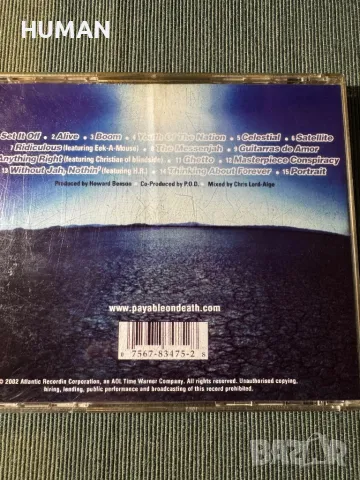 HUMAN
Set It Off • 2 Alive • 3 Boom • 4 Youth of The Nation • 5 Celestial • 6 Satellite
7 Ridiculous (featuring Eek-A-Mouse) • 8 The Messenjah • 9 Guitarras de Amor
Anything Right (featuring Christian of blindside) • 11 Ghetto • 12 Masterpiece Conspiracy
13 Without Jah, Nothin' (featuring H.R.) • 14 Thinking About Forever • 15 Portrait
Produced by Howard Benson • Co-Produced by P.O.D. • Mixed by Chris Lord-Alge
www.payableondeath.com
0 7567-83475-2 8
© 2002 Atlantic Recording Corporation, an AOL Time Warner Company. All rights reserved. Unauthorised copying,
hiring, lending, public performance and broadcasting of this record prohibited.
BAZAR